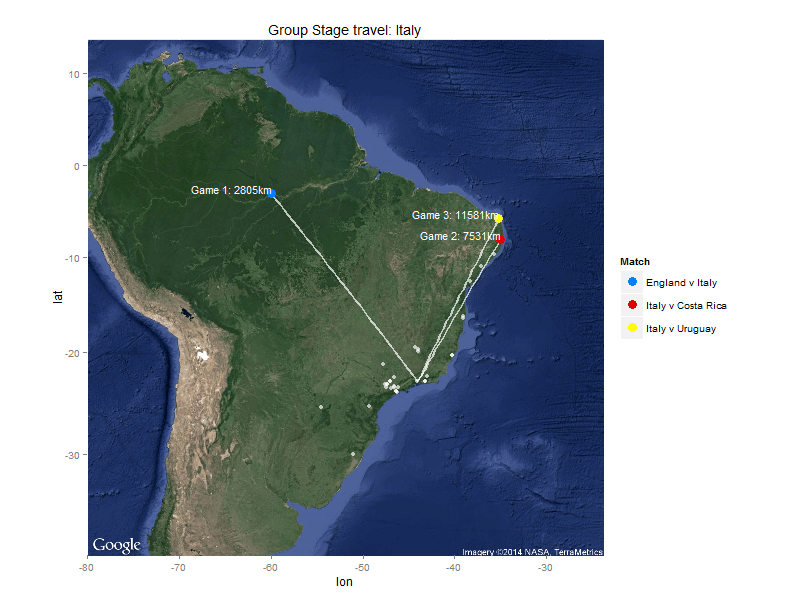 Group Stage travel: Italy
10
0
-10
-20
-30
lat
Game 1: 2805km
Game 3: 11581km
Game 2: 7531km
Match
England v Italy
Italy v Costa Rica
Italy v Uruguay
Google
Imagery ©2014 NASA, TerraMetrics
-80
-70
-60
-50
-40
-30
lon